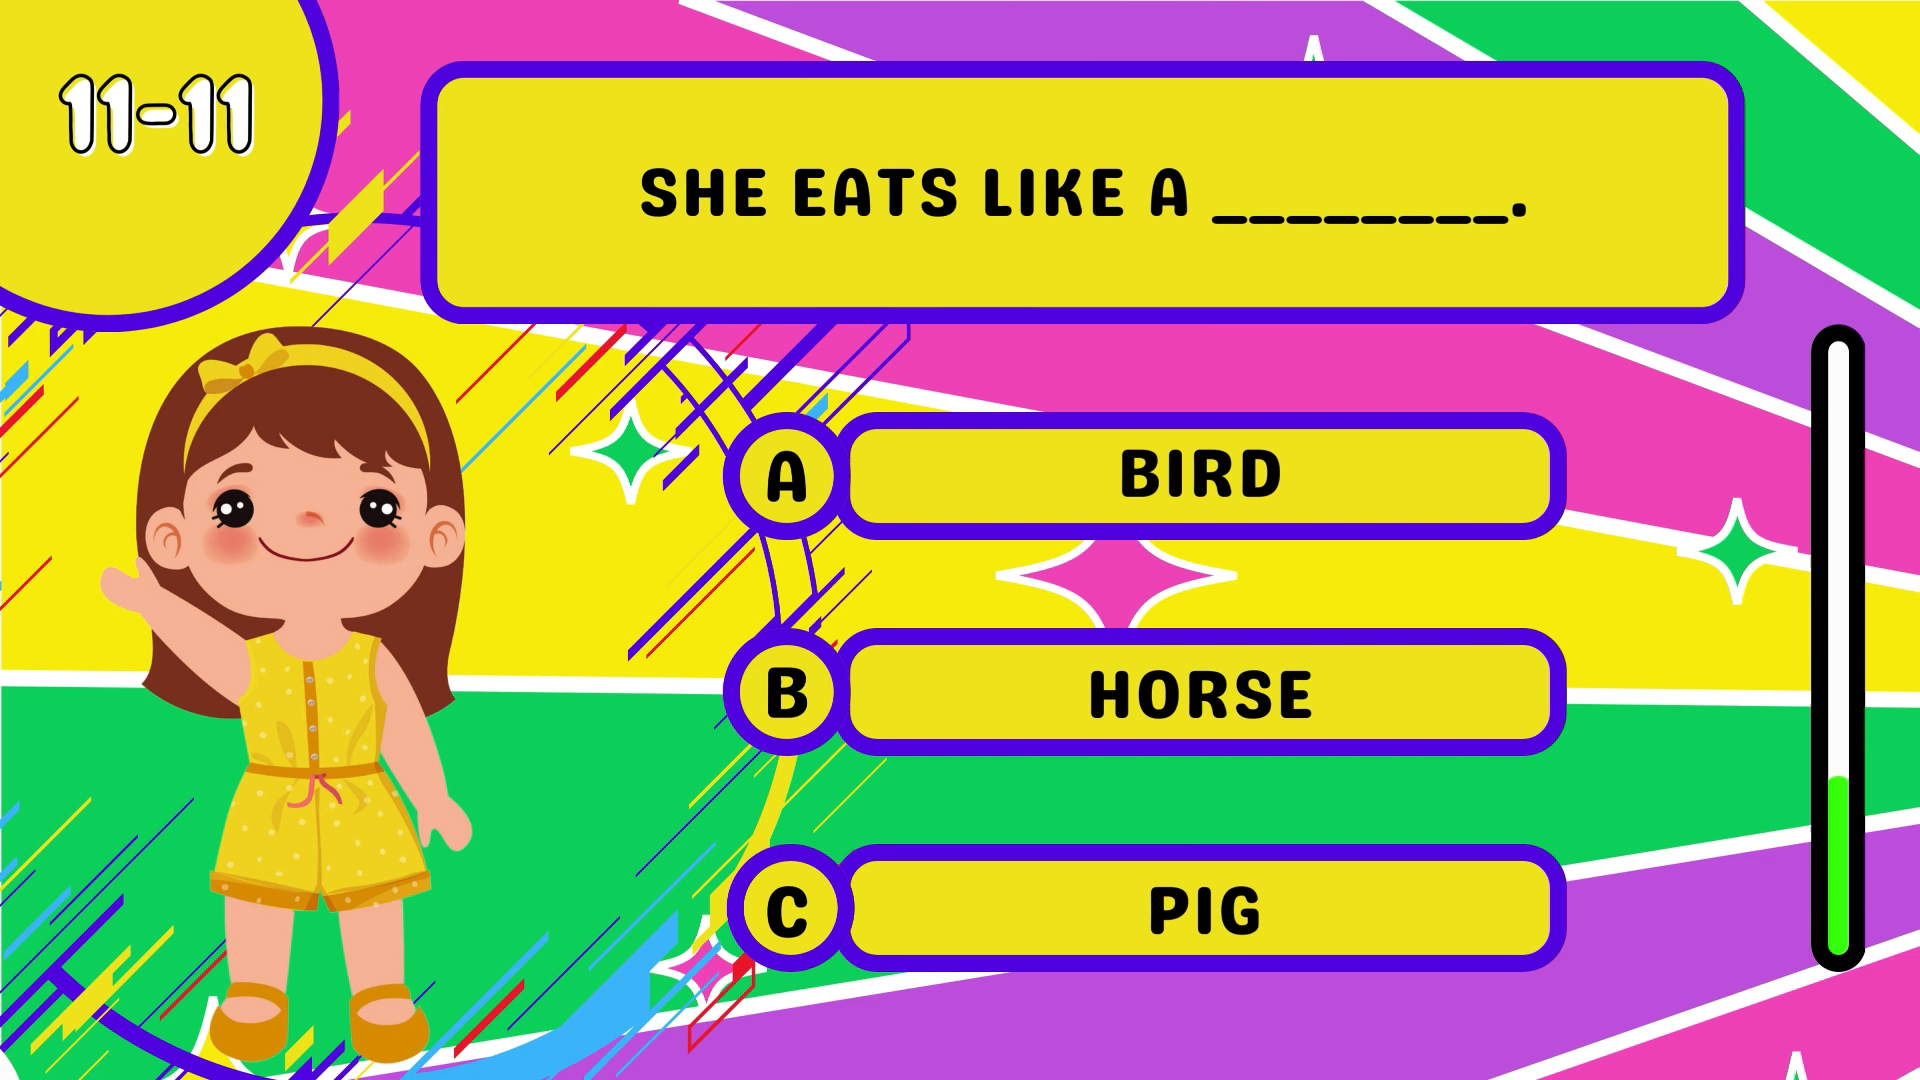 11-11
SHE EATS LIKE A ________.
A BIRD
B HORSE
C PIG